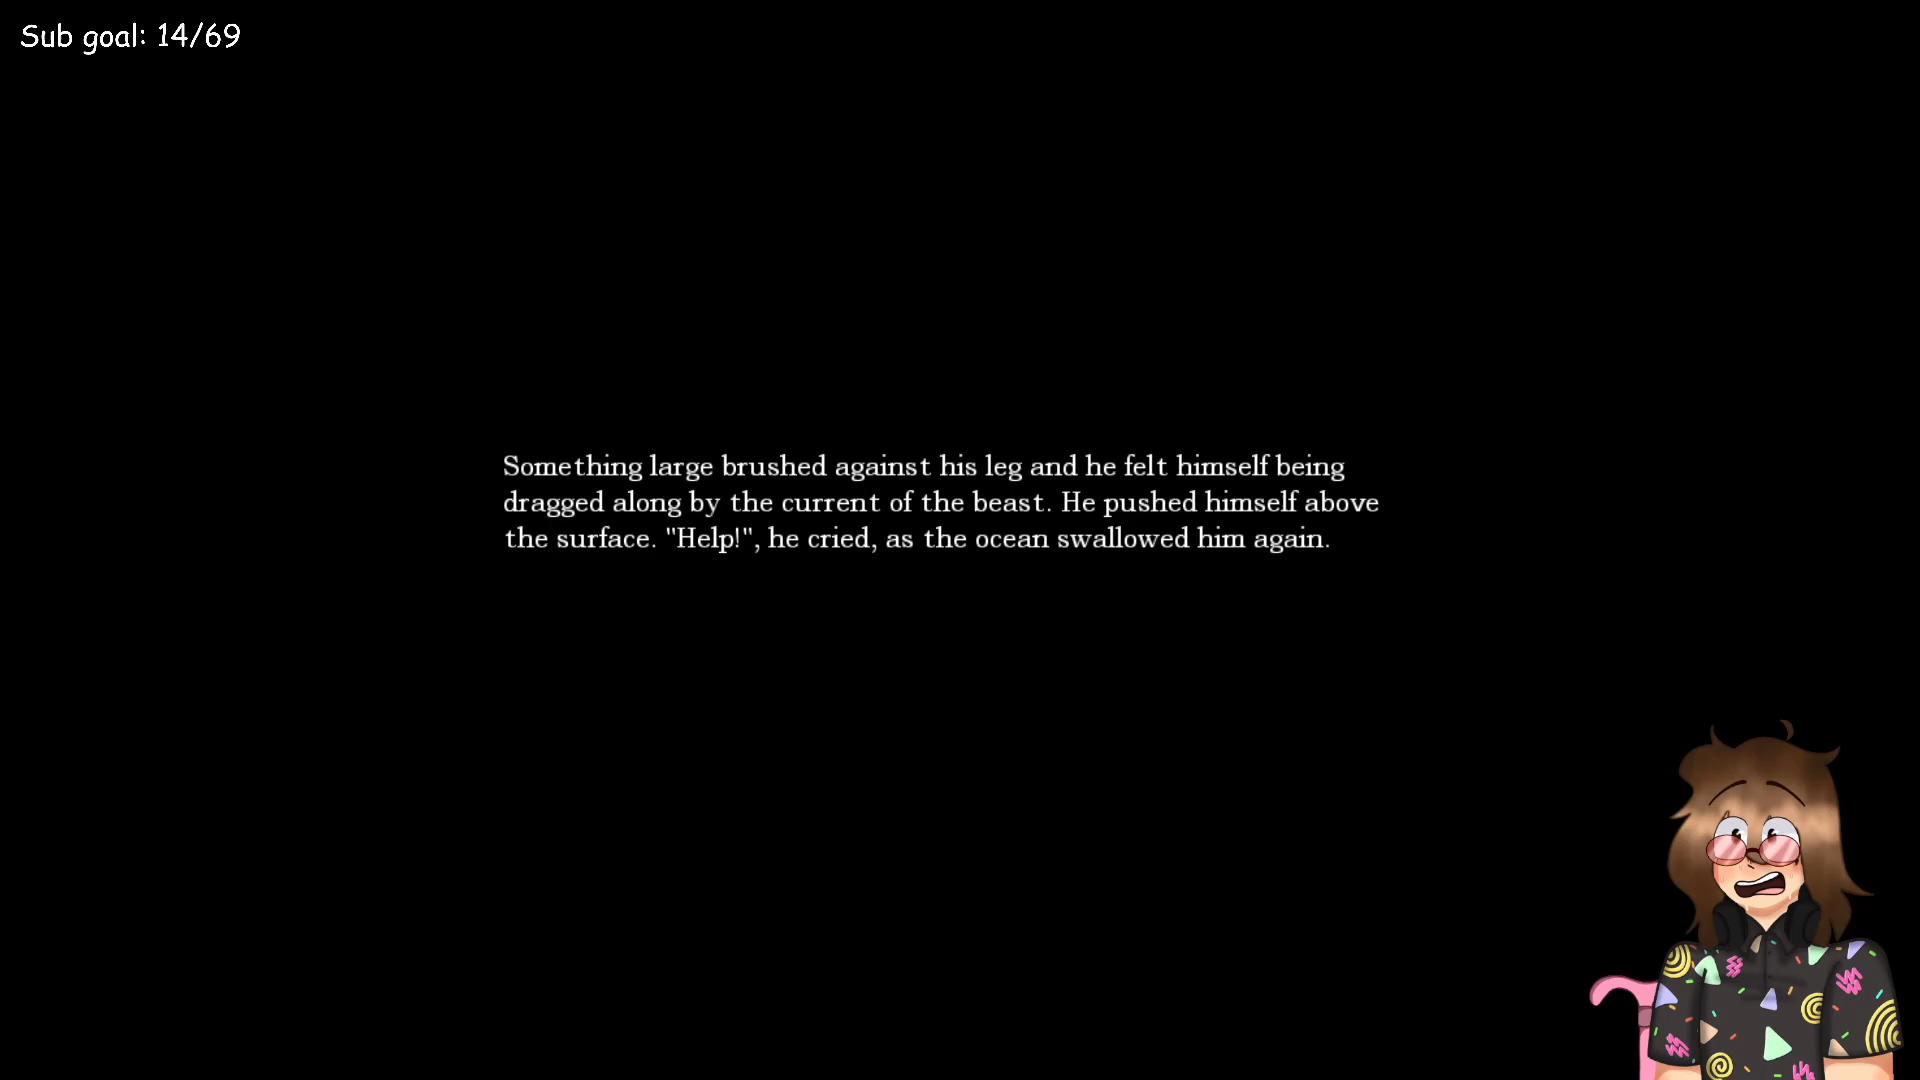 Sub goal: 14/69
Something large brushed against his leg and he felt himself being
dragged along by the current of the beast. He pushed himself above
the surface. "Help!", he cried, as the ocean swallowed him again.